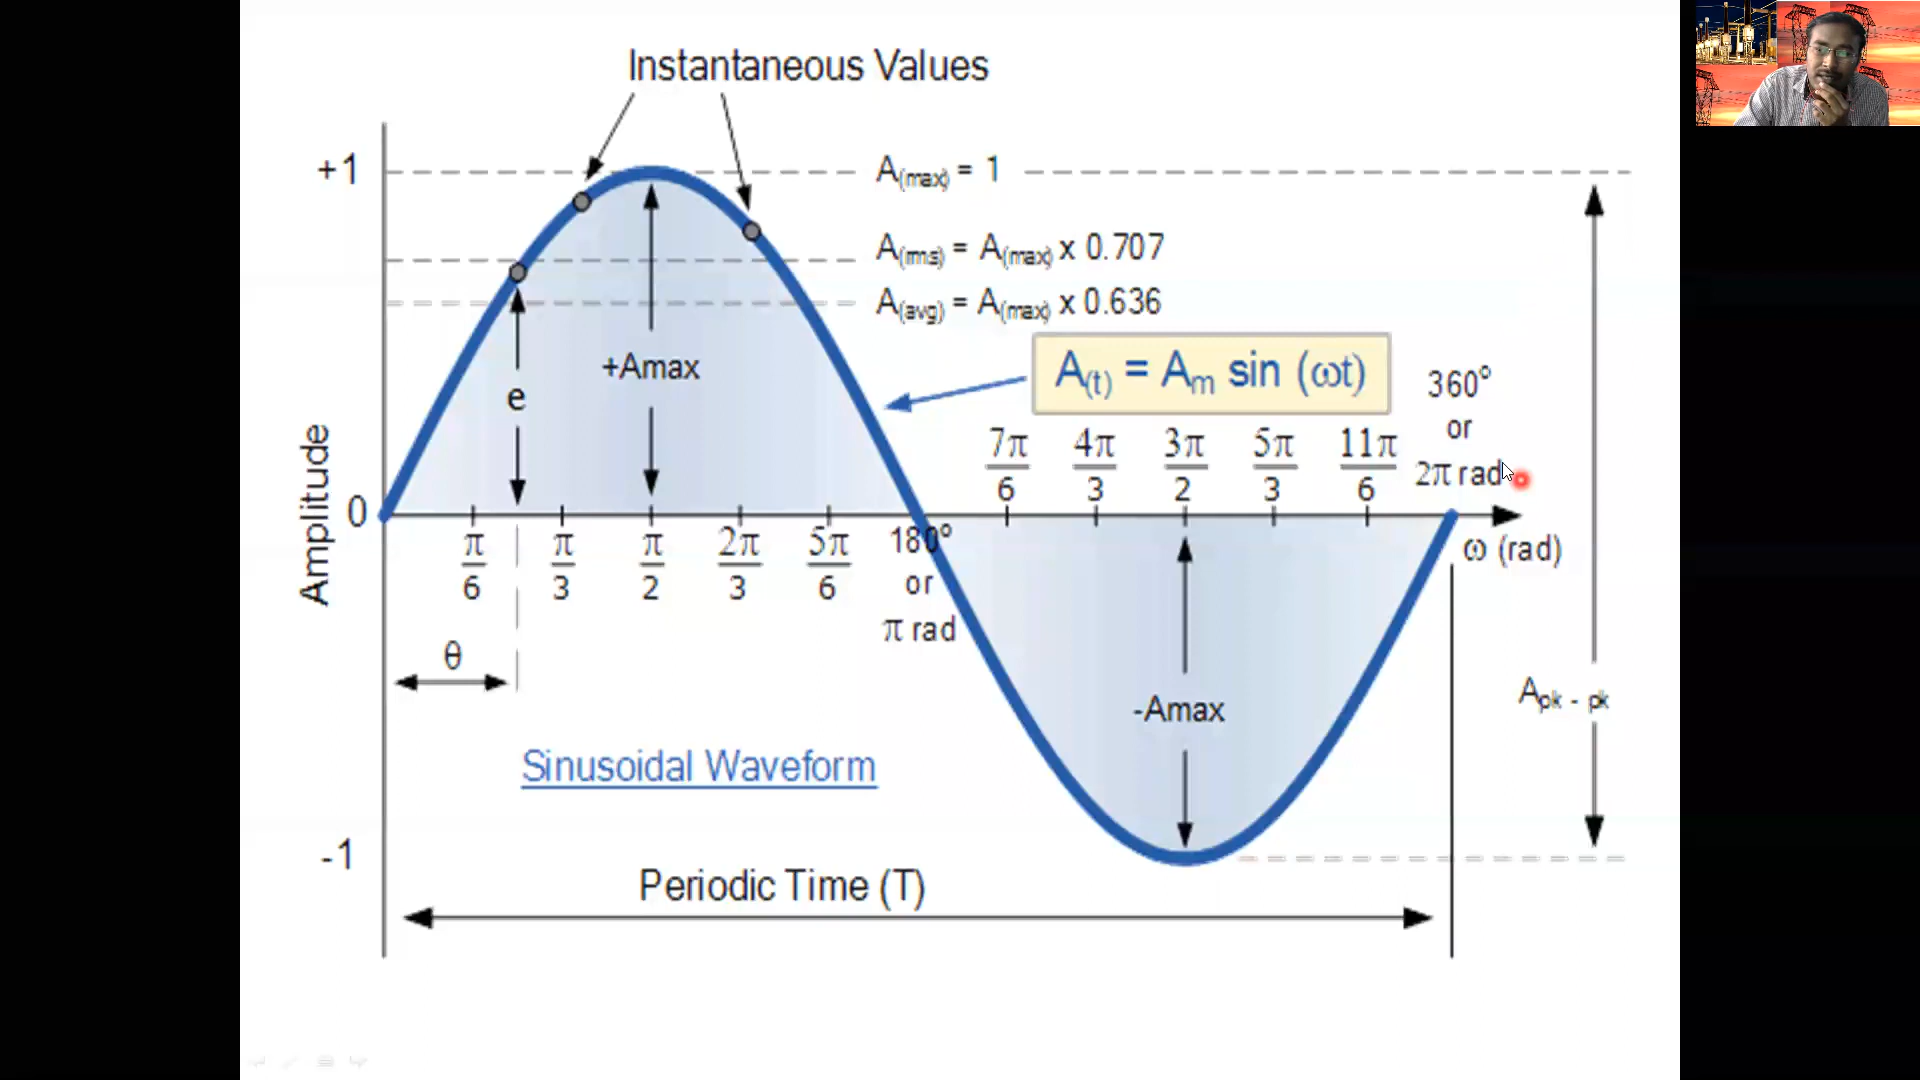 Instantaneous Values
+1
A(max) = 1
A(rms) = A(max) x 0.707
A(avg) = A(max) x 0.636
+Amax
A(t) = Am sin (ωt)
e
360º
or
2π rad
7π/6 4π/3 3π/2 5π/3 11π/6
Amplitude
0
π/6 π/3 π/2 2π/3 5π/6
180º
or
π rad
ω (rad)
θ
-Amax
Apk - pk
Sinusoidal Waveform
-1
Periodic Time (T)